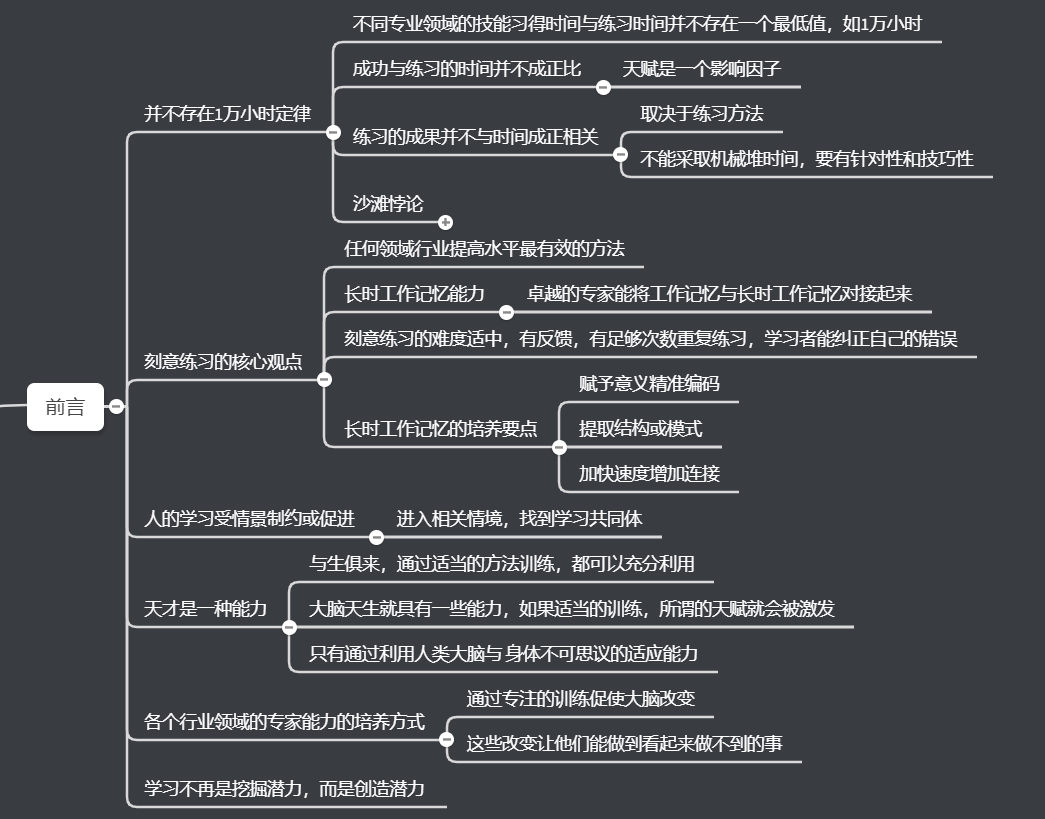 不同专业领域的技能习得时间与练习时间并不存在一个最低值，如1万小时
成功与练习的时间并不成正比
天赋是一个影响因子
并不存在1万小时定律
取决于练习方法
练习的成果并不与时间成正相关
不能采取机械堆时间，要有针对性和技巧性
沙滩悖论
任何领域行业提高水平最有效的方法
长时工作记忆能力
卓越的专家能将工作记忆与长时工作记忆对接起来
刻意练习的难度适中，有反馈，有足够次数重复练习，学习者能纠正自己的错误
刻意练习的核心观点
赋予意义精准编码
前言
长时工作记忆的培养要点
提取结构或模式
加快速度增加连接
人的学习受情景制约或促进
进入相关情境，找到学习共同体
与生俱来，通过适当的方法训练，都可以充分利用
天才是一种能力
大脑天生就具有一些能力，如果适当的训练，所谓的天赋就会被激发
只有通过利用人类大脑与身体不可思议的适应能力
通过专注的训练促使大脑改变
各个行业领域的专家能力的培养方式
这些改变让他们能做到看起来做不到的事
学习不再是挖掘潜力，而是创造潜力